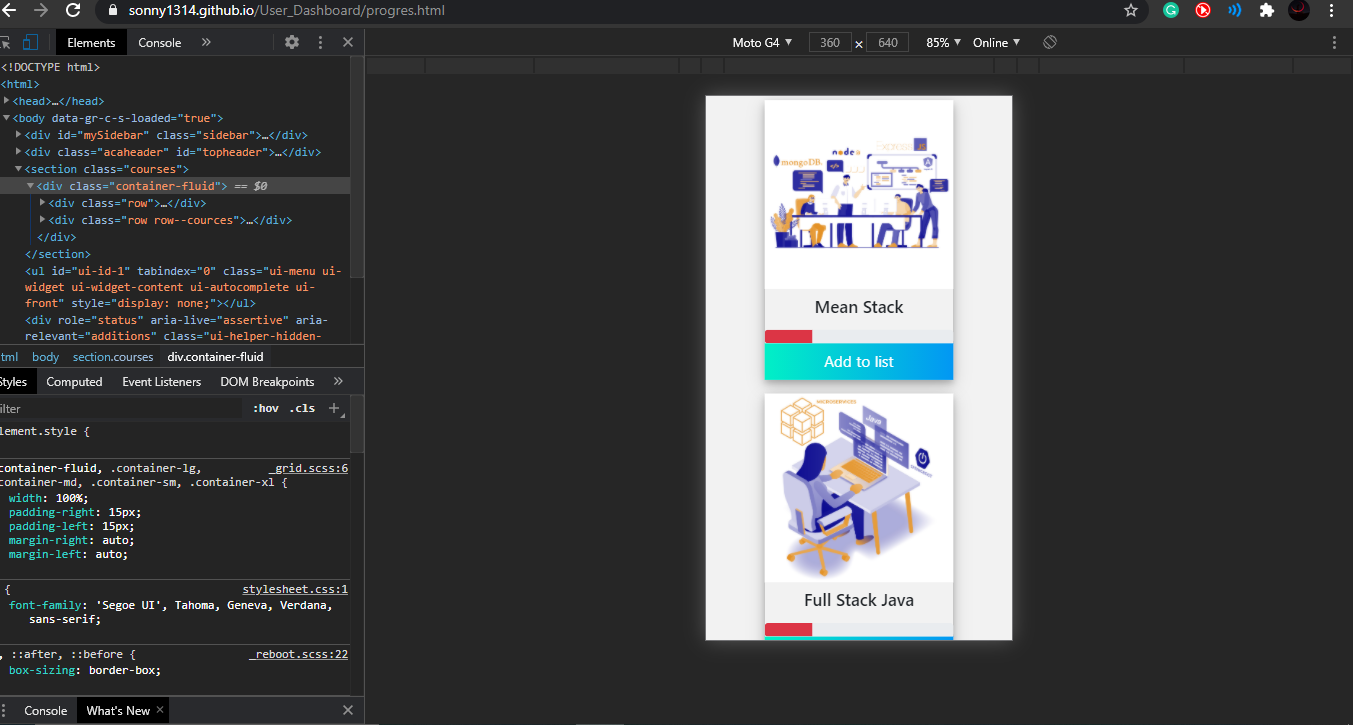 sonny1314.github.io/User_Dashboard/progres.html
Elements Console »
Moto G4 ▼ 360 × 640 85% ▼ Online ▼
<!DOCTYPE html>
<html>
<head>…</head>
<body data-gr-c-s-loaded="true">
<div id="mySidebar" class="sidebar">…</div>
<div class="acaheader" id="topheader">…</div>
<section class="courses">
<div class="container-fluid"> == $0
<div class="row">…</div>
<div class="row row--cources">…</div>
</div>
</section>
<ul id="ui-id-1" tabindex="0" class="ui-menu ui-
widget ui-widget-content ui-autocomplete ui-
front" style="display: none;"></ul>
<div role="status" aria-live="assertive" aria-
relevant="additions" class="ui-helper-hidden-
tml body section.courses div.container-fluid
Styles Computed Event Listeners DOM Breakpoints »
ilter :hov .cls +
lement.style {
container-fluid, .container-lg, _grid.scss:6
container-md, .container-sm, .container-xl {
width: 100%;
padding-right: 15px;
padding-left: 15px;
margin-right: auto;
margin-left: auto;
{ stylesheet.css:1
font-family: 'Segoe UI', Tahoma, Geneva, Verdana,
sans-serif;
, ::after, ::before { _reboot.scss:22
box-sizing: border-box;
Console What's New ×
node
mongoDB.
Mean Stack
Add to list
MICROSERVICES
JAVA
Full Stack Java